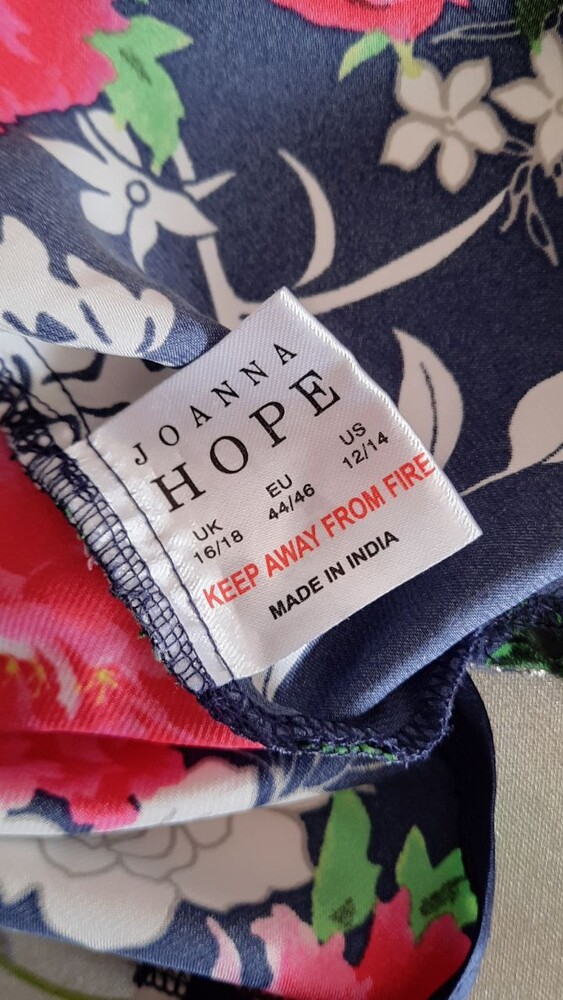 JOANNA
HOPE
UK EU US
16/18 44/46 12/14
KEEP AWAY FROM FIRE
MADE IN INDIA